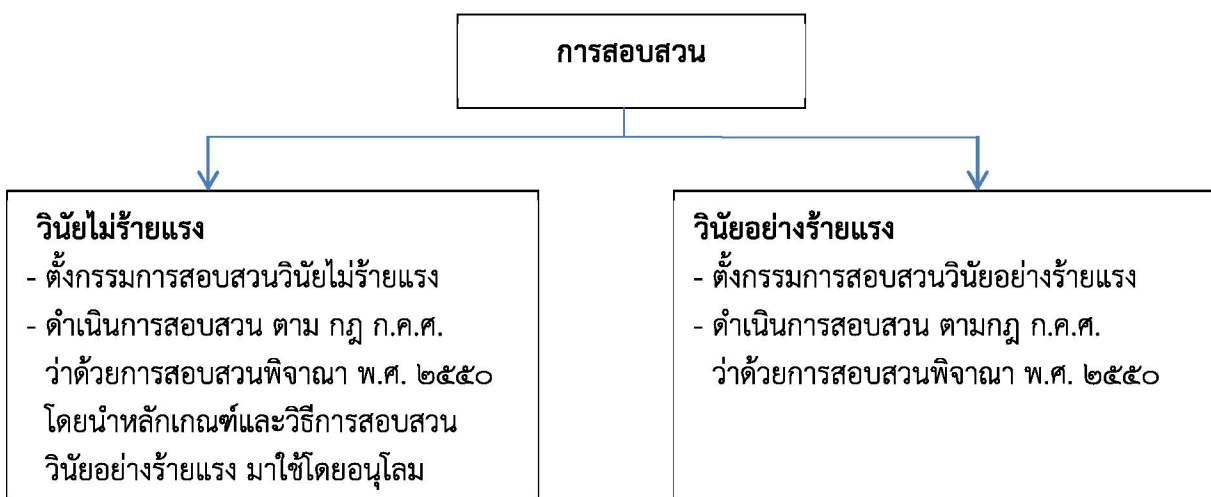 การสอบสวน
วินัยไม่ร้ายแรง
- ตั้งกรรมการสอบสวนวินัยไม่ร้ายแรง
- ดำเนินการสอบสวน ตาม กฎ ก.ค.ศ.
ว่าด้วยการสอบสวนพิจาณา พ.ศ. ๒๕๕๐
โดยนำหลักเกณฑ์และวิธีการสอบสวน
วินัยอย่างร้ายแรง มาใช้โดยอนุโลม
วินัยอย่างร้ายแรง
- ตั้งกรรมการสอบสวนวินัยอย่างร้ายแรง
- ดำเนินการสอบสวน ตามกฎ ก.ค.ศ.
ว่าด้วยการสอบสวนพิจาณา พ.ศ. ๒๕๕๐